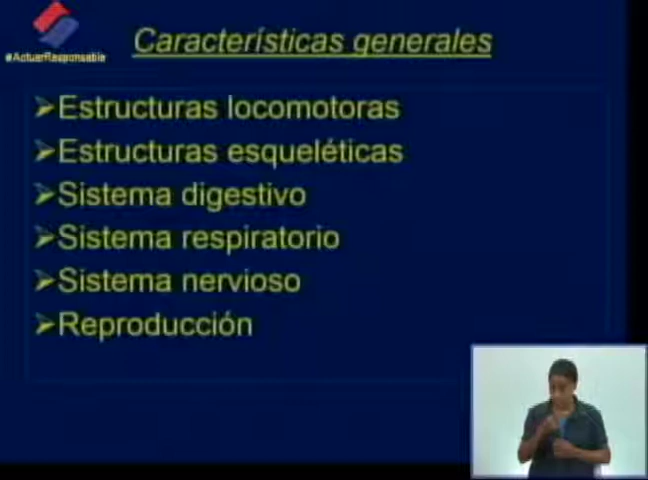 Características generales
#ActuarResponsable
➢Estructuras locomotoras
➢Estructuras esqueléticas
➢Sistema digestivo
➢Sistema respiratorio
➢Sistema nervioso
➢Reproducción